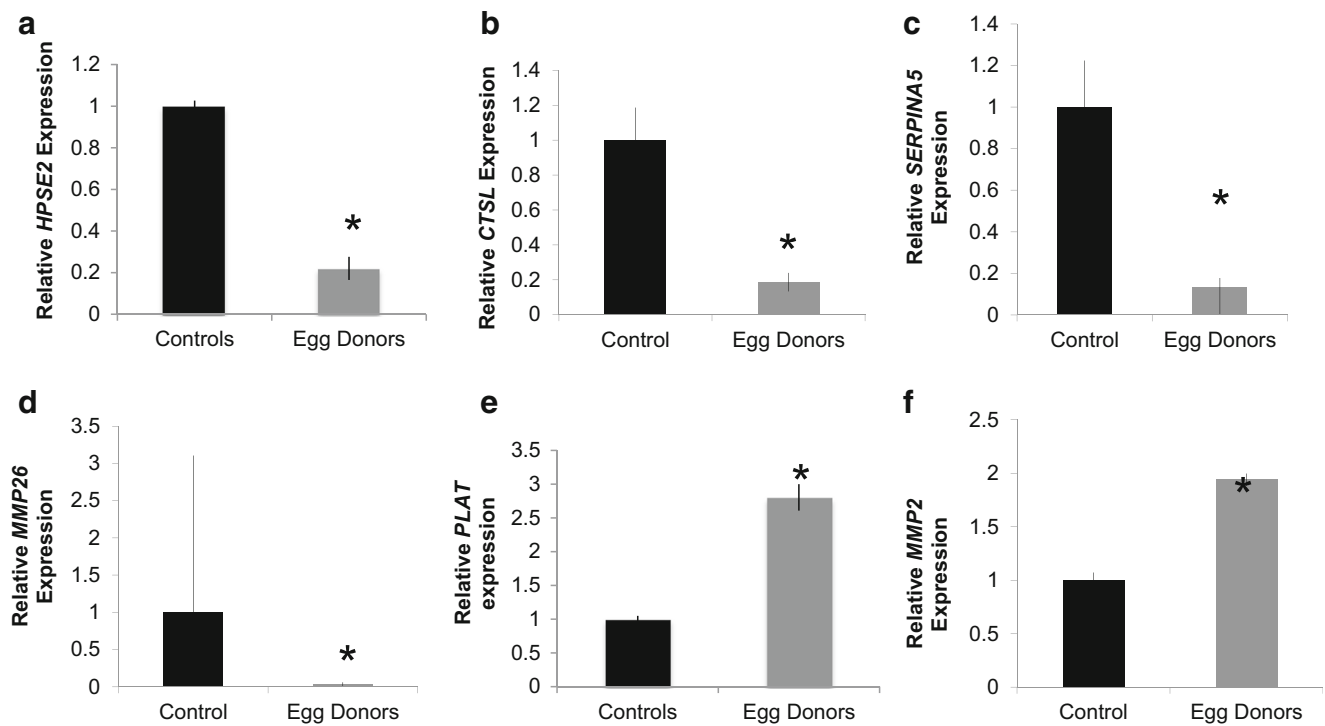 a
Relative HPSE2 Expression
1.2
1
0.8
0.6
0.4
0.2
0
*
Controls
Egg Donors
b
Relative CTSL Expression
1.4
1.2
1
0.8
0.6
0.4
0.2
0
*
Control
Egg Donors
c
Relative SERPINA5
Expression
1.4
1.2
1
0.8
0.6
0.4
0.2
0
*
Control
Egg Donors
d
Relative MMP26
Expression
3.5
3
2.5
2
1.5
1
0.5
0
*
Control
Egg Donors
e
Relative PLAT
expression
3.5
3
2.5
2
1.5
1
0.5
0
*
Controls
Egg Donors
f
Relative MMP2
Expression
2.5
2
1.5
1
0.5
0
*
Control
Egg Donors